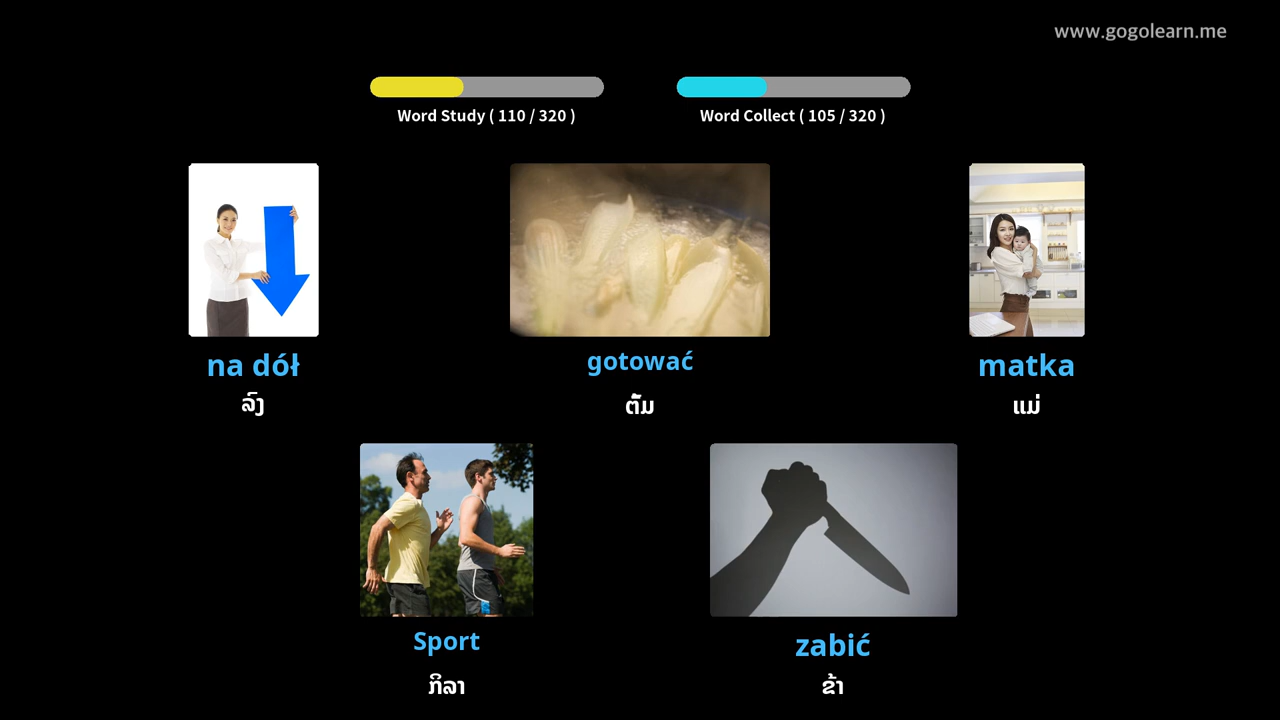 www.gogolearn.me
Word Study ( 110 / 320 )
Word Collect ( 105 / 320 )
na dół
gotować
matka
ລົງ
ຕົ້ມ
ແມ່
Sport
zabić
ກິລາ
ຂ້າ